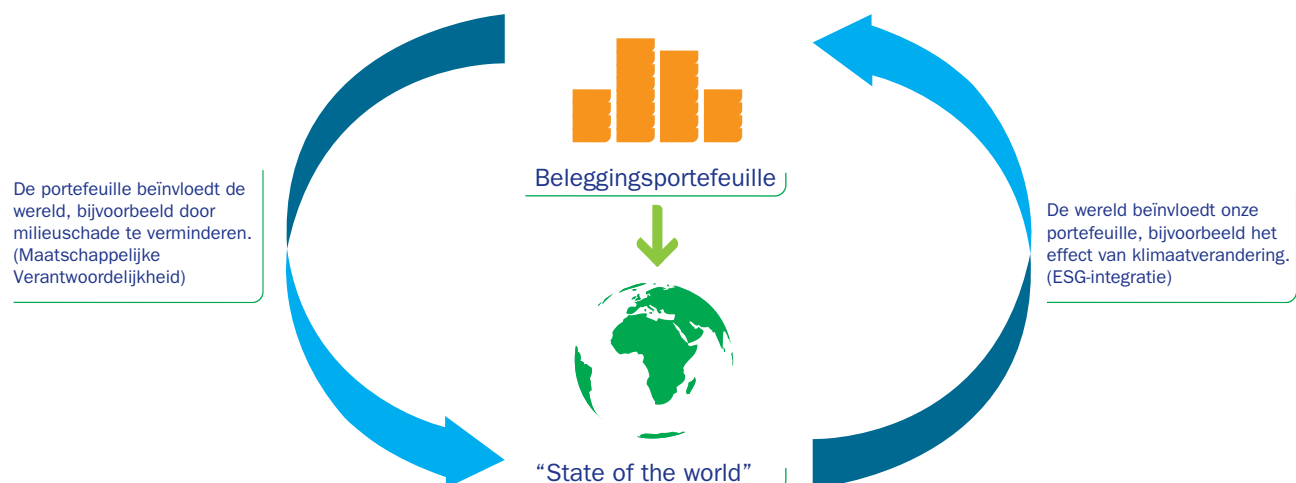 Beleggingsportefeuille
De portefeuille beïnvloedt de
wereld, bijvoorbeeld door
milieuschade te verminderen.
(Maatschappelijke
Verantwoordelijkheid)
De wereld beïnvloedt onze
portefeuille, bijvoorbeeld het
effect van klimaatverandering.
(ESG-integratie)
“State of the world”